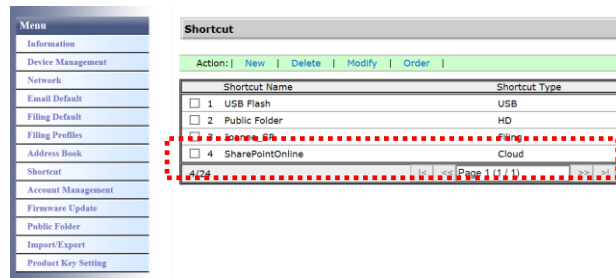 Menu
Information
Device Management
Network
Email Default
Filing Default
Filing Profiles
Address Book
Shortcut
Account Management
Firmware Update
Public Folder
Import/Export
Product Key Setting
Shortcut
Action: | New | Delete | Modify | Order |
Shortcut Name Shortcut Type
1 USB Flash USB
2 Public Folder HD
3 Joanne_SP Filing
4 SharePointOnline Cloud
4/24 |< << Page 1 (1 / 1) >> >|